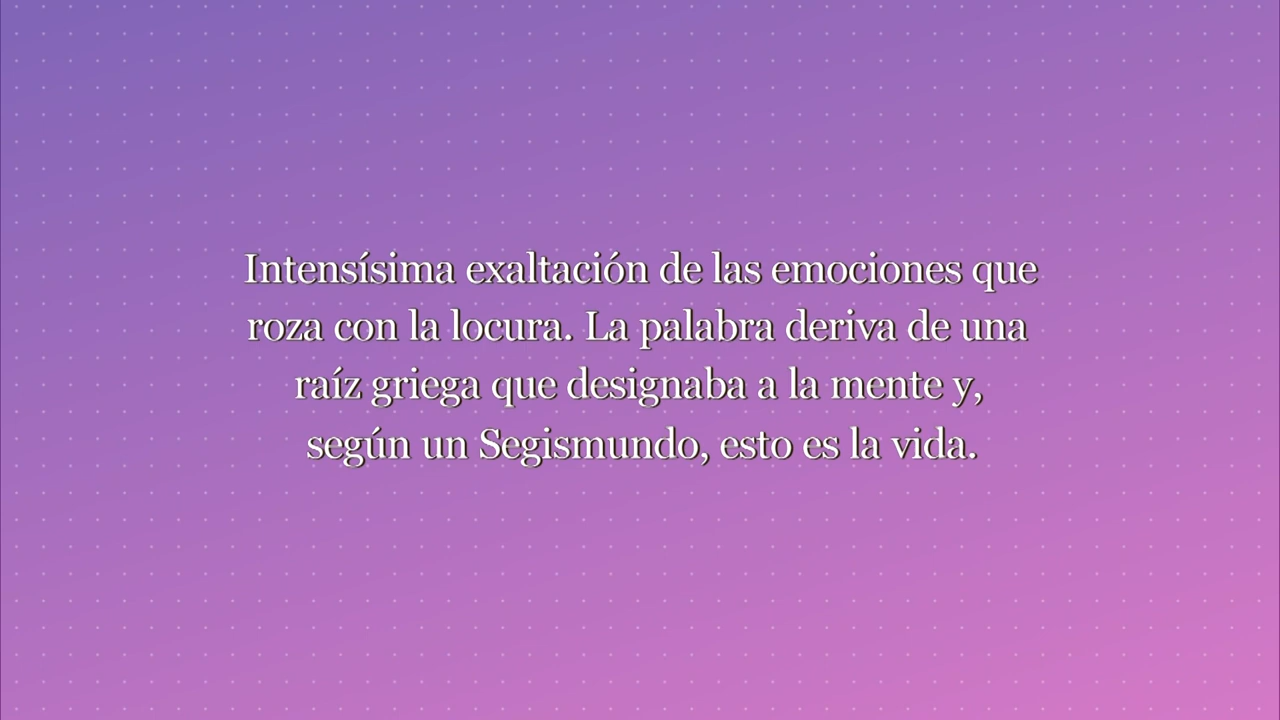 Intensísima exaltación de las emociones que
roza con la locura. La palabra deriva de una
raíz griega que designaba a la mente y,
según un Segismundo, esto es la vida.